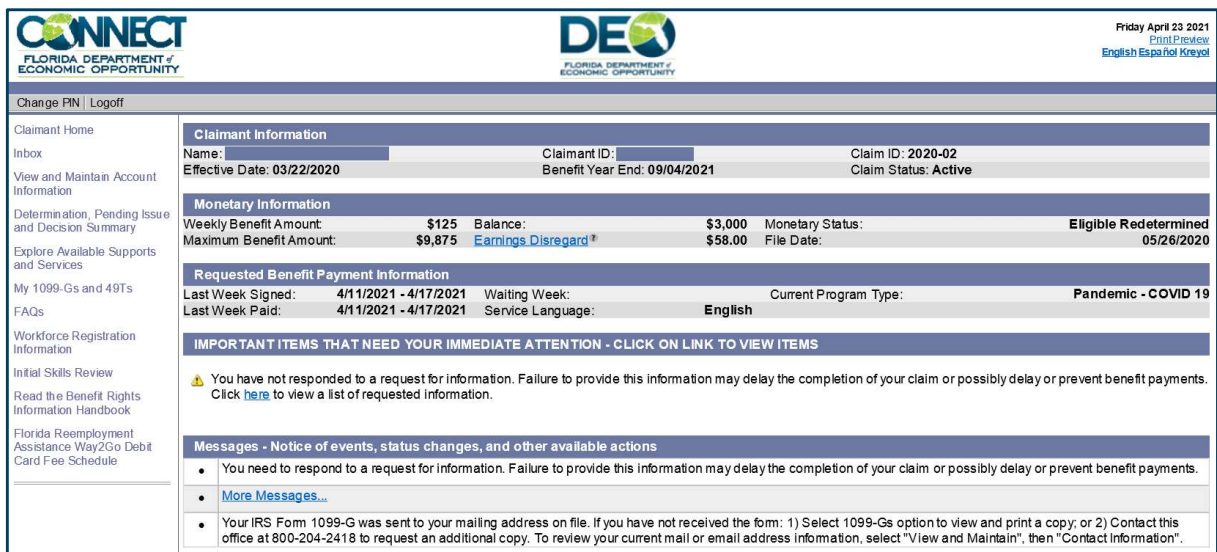 CONNECT
FLORIDA DEPARTMENT of
ECONOMIC OPPORTUNITY
DEO
FLORIDA DEPARTMENT of
ECONOMIC OPPORTUNITY
Friday April 23 2021
Print Preview
English Español Kreyol
Change PIN | Logoff
Claimant Home
Inbox
View and Maintain Account
Information
Determination, Pending Issue
and Decision Summary
Explore Available Supports
and Services
My 1099-Gs and 49Ts
FAQs
Workforce Registration
Information
Initial Skills Review
Read the Benefit Rights
Information Handbook
Florida Reemployment
Assistance Way2Go Debit
Card Fee Schedule
Claimant Information
Name: Claimant ID: Claim ID: 2020-02
Effective Date: 03/22/2020 Benefit Year End: 09/04/2021 Claim Status: Active
Monetary Information
Weekly Benefit Amount: $125 Balance: $3,000 Monetary Status: Eligible Redetermined
Maximum Benefit Amount: $9,875 Earnings Disregard ? $58.00 File Date: 05/26/2020
Requested Benefit Payment Information
Last Week Signed: 4/11/2021 - 4/17/2021 Waiting Week: Current Program Type: Pandemic - COVID 19
Last Week Paid: 4/11/2021 - 4/17/2021 Service Language: English
IMPORTANT ITEMS THAT NEED YOUR IMMEDIATE ATTENTION - CLICK ON LINK TO VIEW ITEMS
You have not responded to a request for information. Failure to provide this information may delay the completion of your claim or possibly delay or prevent benefit payments.
Click here to view a list of requested information.
Messages - Notice of events, status changes, and other available actions
• You need to respond to a request for information. Failure to provide this information may delay the completion of your claim or possibly delay or prevent benefit payments.
• More Messages...
• Your IRS Form 1099-G was sent to your mailing address on file. If you have not received the form: 1) Select 1099-Gs option to view and print a copy; or 2) Contact this
office at 800-204-2418 to request an additional copy. To review your current mail or email address information, select "View and Maintain", then "Contact Information".